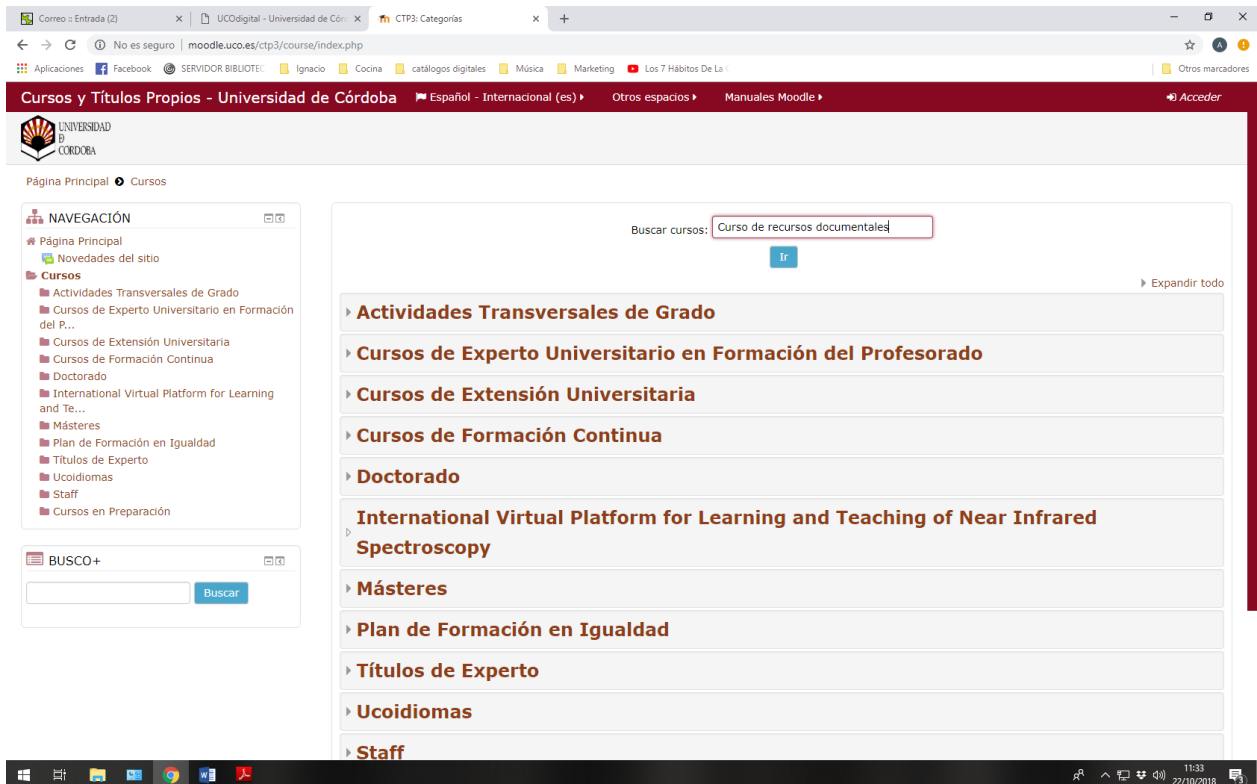 Correo :: Entrada (2)
UCOdigital - Universidad de Córc
CTP3: Categorías
No es seguro
moodle.uco.es/ctp3/course/index.php
A
Aplicaciones
Facebook
SERVIDOR BIBLIOTEC
Ignacio
Cocina
catálogos digitales
Música
Marketing
Los 7 Hábitos De La
Otros marcadores
Cursos y Títulos Propios - Universidad de Córdoba
Español - Internacional (es)
Otros espacios
Manuales Moodle
Acceder
UNIVERSIDAD
Ð
CORDOBA
Página Principal
Cursos
NAVEGACIÓN
Página Principal
Novedades del sitio
Cursos
Actividades Transversales de Grado
Cursos de Experto Universitario en Formación
del P...
Cursos de Extensión Universitaria
Cursos de Formación Continua
Doctorado
International Virtual Platform for Learning
and Te...
Másteres
Plan de Formación en Igualdad
Títulos de Experto
Ucoidiomas
Staff
Cursos en Preparación
BUSCO+
Buscar
Buscar cursos:
Curso de recursos documentales
Ir
Expandir todo
Actividades Transversales de Grado
Cursos de Experto Universitario en Formación del Profesorado
Cursos de Extensión Universitaria
Cursos de Formación Continua
Doctorado
International Virtual Platform for Learning and Teaching of Near Infrared
Spectroscopy
Másteres
Plan de Formación en Igualdad
Títulos de Experto
Ucoidiomas
Staff
11:33
22/10/2018